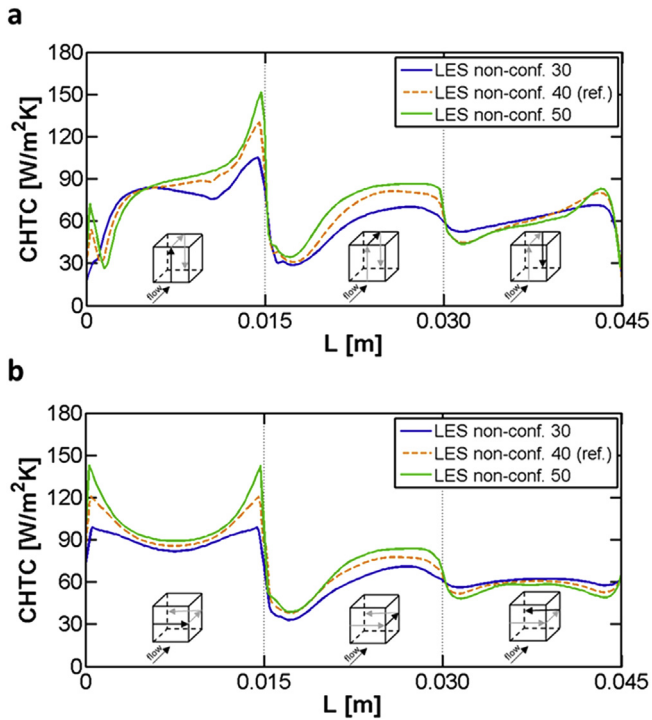 a
180
150
120
90
60
30
0
CHTC [W/m²K]
LES non-conf. 30
LES non-conf. 40 (ref.)
LES non-conf. 50
flow
flow
flow
0
0.015
0.030
0.045
L [m]
b
180
150
120
90
60
30
0
CHTC [W/m²K]
LES non-conf. 30
LES non-conf. 40 (ref.)
LES non-conf. 50
flow
flow
flow
0
0.015
0.030
0.045
L [m]